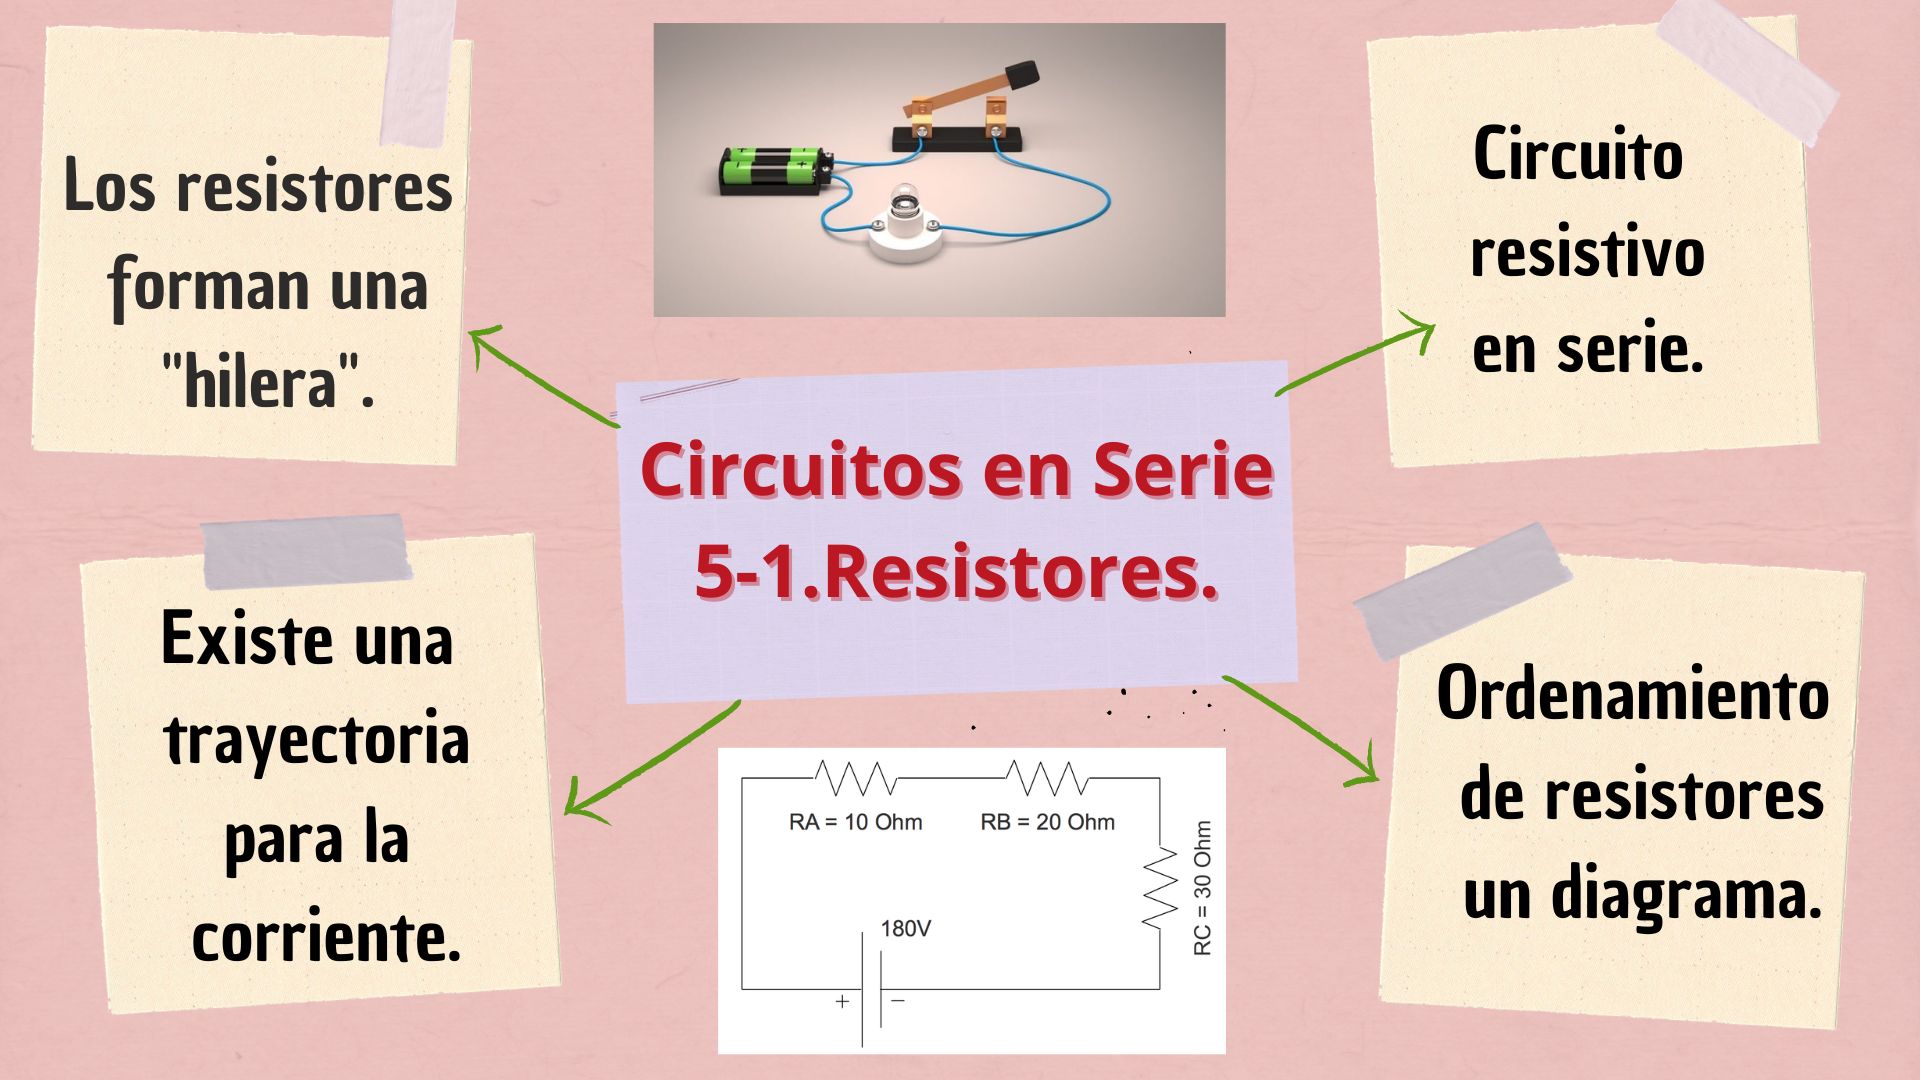 Los resistores
forman una
"hilera".
Circuito
resistivo
en serie.
Circuitos en Serie
5-1.Resistores.
Existe una
trayectoria
para la
corriente.
Ordenamiento
de resistores
un diagrama.
RA = 10 Ohm
RB = 20 Ohm
RC = 30 Ohm
180V
+ −